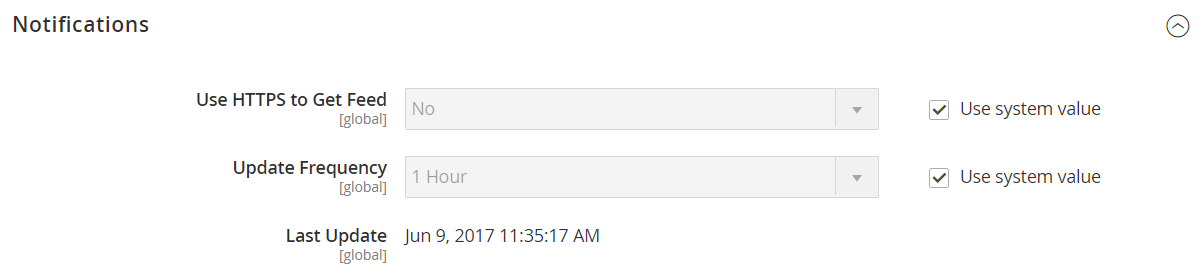 Notifications
Use HTTPS to Get Feed No Use system value
[global]
Update Frequency 1 Hour Use system value
[global]
Last Update Jun 9, 2017 11:35:17 AM
[global]